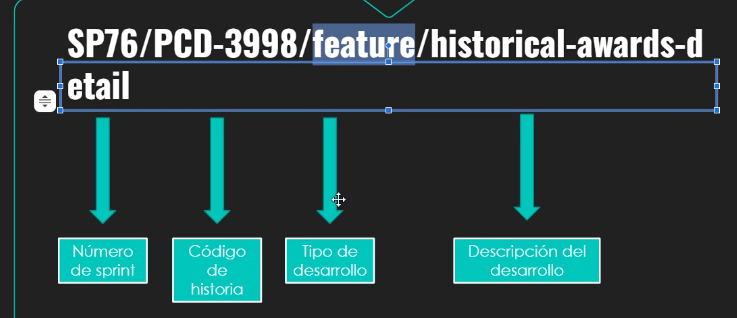 SP76/PCD-3998/feature/historical-awards-d
etail
Número
de sprint
Código
de
historia
Tipo de
desarrollo
Descripción del
desarrollo